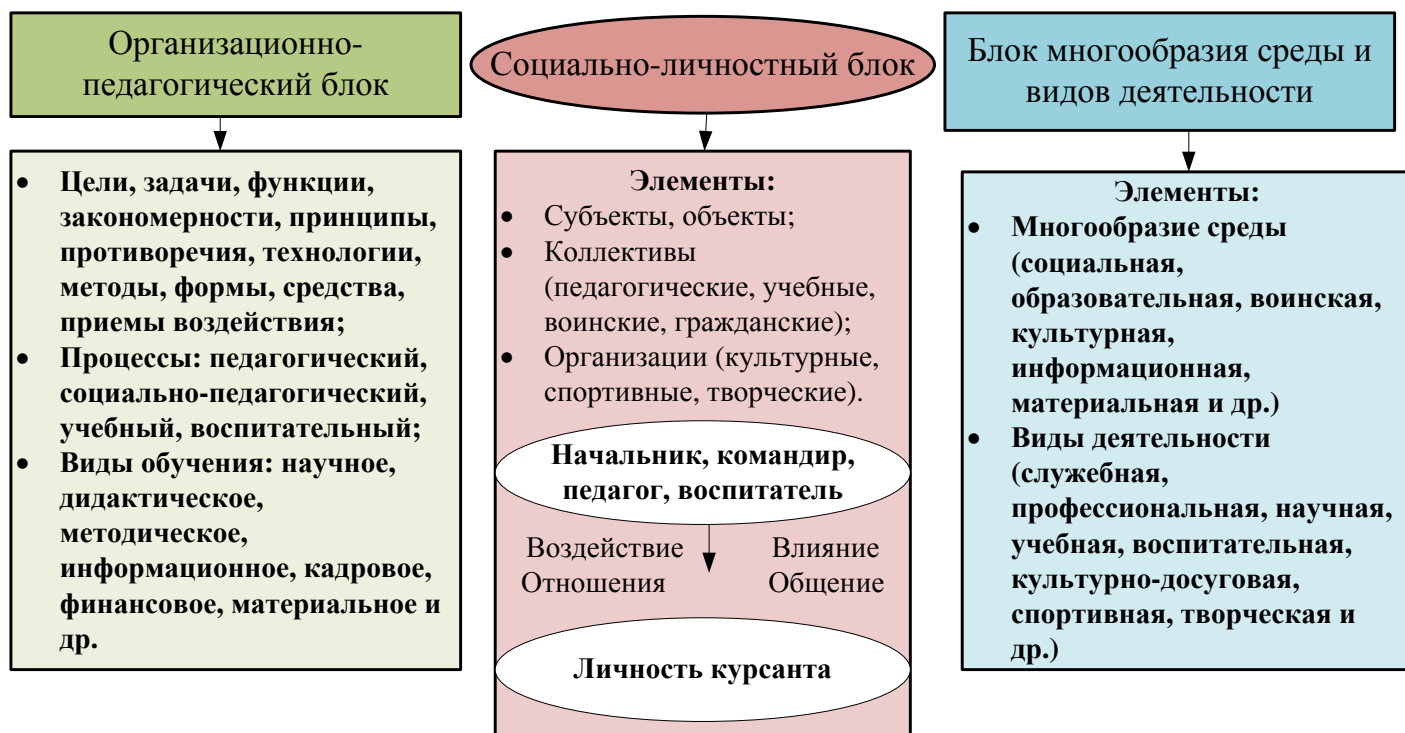 Организационно-
педагогический блок
• Цели, задачи, функции,
закономерности, принципы,
противоречия, технологии,
методы, формы, средства,
приемы воздействия;
• Процессы: педагогический,
социально-педагогический,
учебный, воспитательный;
• Виды обучения: научное,
дидактическое,
методическое,
информационное, кадровое,
финансовое, материальное и
др.
Социально-личностный блок
Элементы:
• Субъекты, объекты;
• Коллективы
(педагогические, учебные,
воинские, гражданские);
• Организации (культурные,
спортивные, творческие).
Начальник, командир,
педагог, воспитатель
Воздействие Влияние
Отношения Общение
Личность курсанта
Блок многообразия среды и
видов деятельности
Элементы:
• Многообразие среды
(социальная,
образовательная, воинская,
культурная,
информационная,
материальная и др.)
• Виды деятельности
(служебная,
профессиональная, научная,
учебная, воспитательная,
культурно-досуговая,
спортивная, творческая и
др.)